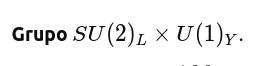 Grupo SU(2)_L × U(1)_Y.